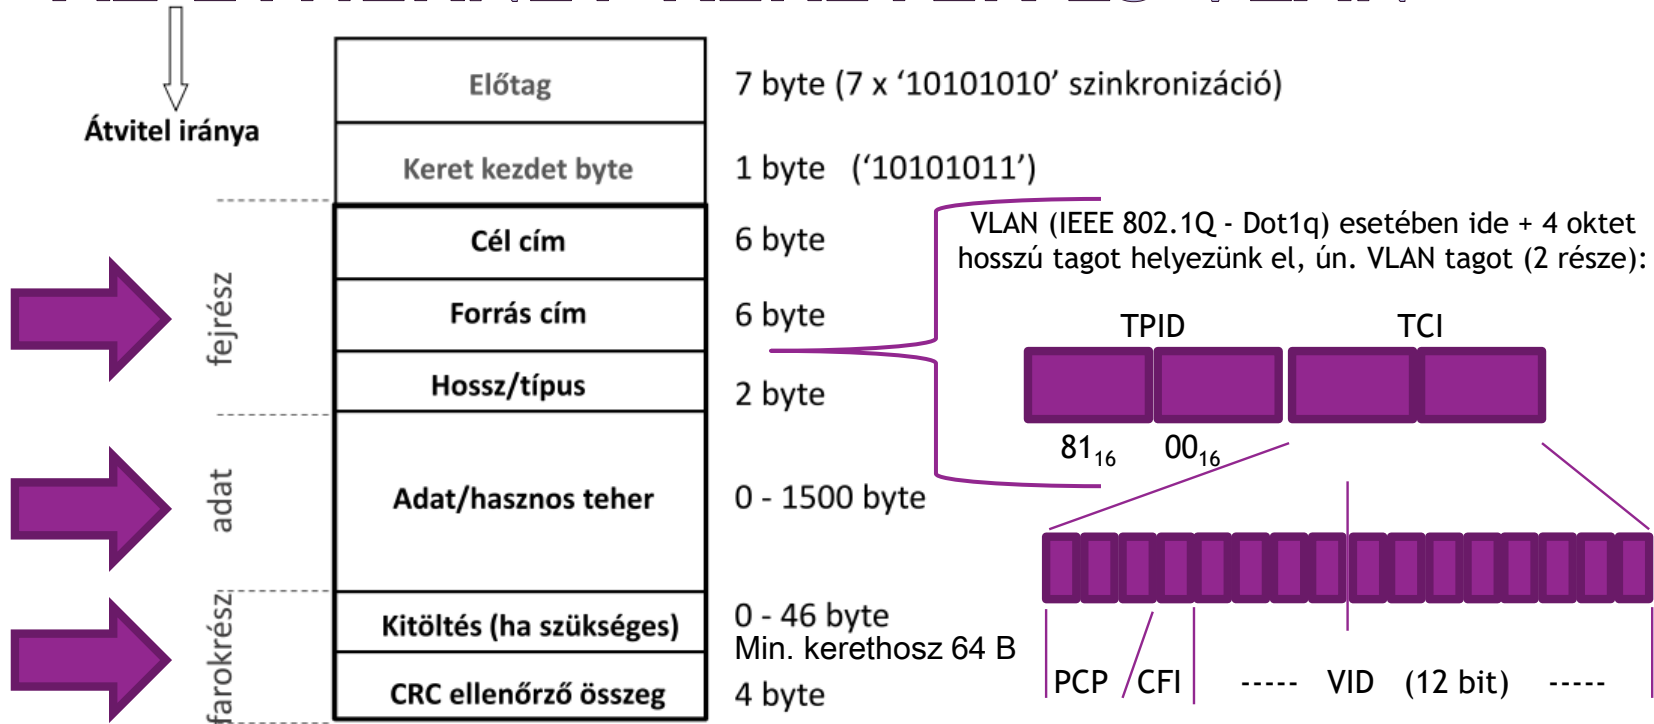 Átvitel iránya
Előtag
7 byte (7 x ‘10101010’ szinkronizáció)
Keret kezdet byte
1 byte (‘10101011’)
fejrész
Cél cím
6 byte
Forrás cím
6 byte
Hossz/típus
2 byte
adat
Adat/hasznos teher
0 - 1500 byte
farokrész
Kitöltés (ha szükséges)
0 - 46 byte
Min. kerethosz 64 B
CRC ellenőrző összeg
4 byte
VLAN (IEEE 802.1Q - Dot1q) esetében ide + 4 oktet
hosszú tagot helyezünk el, ún. VLAN tagot (2 része):
TPID TCI
81₁₆ 00₁₆
PCP CFI ----- VID (12 bit) -----